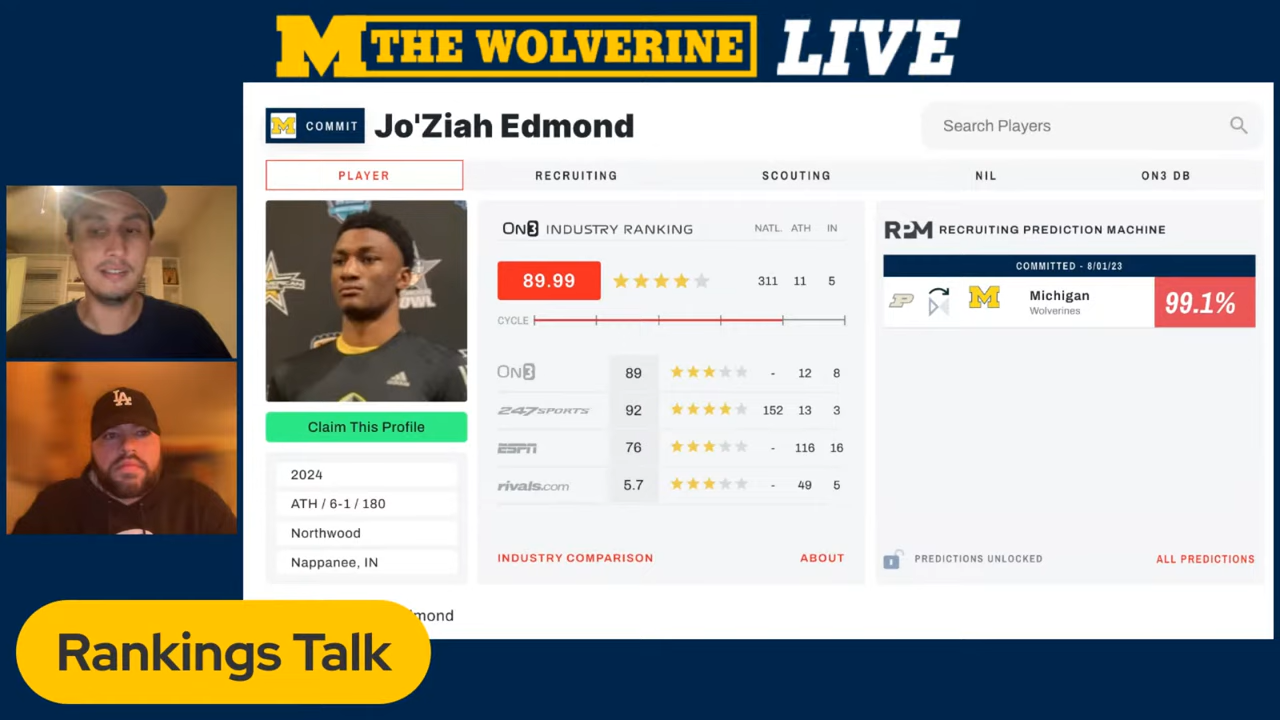 M THE WOLVERINE LIVE
M COMMIT Jo'Ziah Edmond
Search Players
PLAYER RECRUITING SCOUTING NIL ON3 DB
ON3 INDUSTRY RANKING NATL. ATH IN
89.99 311 11 5
CYCLE
ON3 89 - 12 8
247SPORTS 92 152 13 3
ESPN 76 - 116 16
rivals.com 5.7 - 49 5
INDUSTRY COMPARISON ABOUT
RPM RECRUITING PREDICTION MACHINE
COMMITTED - 8/01/23
P M Michigan 99.1%
Wolverines
PREDICTIONS UNLOCKED ALL PREDICTIONS
BOWL
Claim This Profile
2024
ATH / 6-1 / 180
Northwood
Nappanee, IN
LA
mond
Rankings Talk